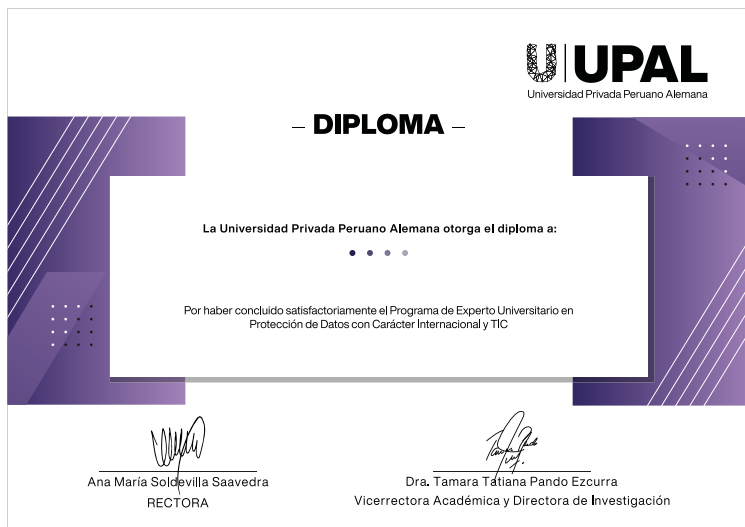 UPAL
Universidad Privada Peruano Alemana
– DIPLOMA –
La Universidad Privada Peruano Alemana otorga el diploma a:
Por haber concluido satisfactoriamente el Programa de Experto Universitario en
Protección de Datos con Carácter Internacional y TIC
Ana María Soldevilla Saavedra
RECTORA
Dra. Tamara Tatiana Pando Ezcurra
Vicerrectora Académica y Directora de Investigación